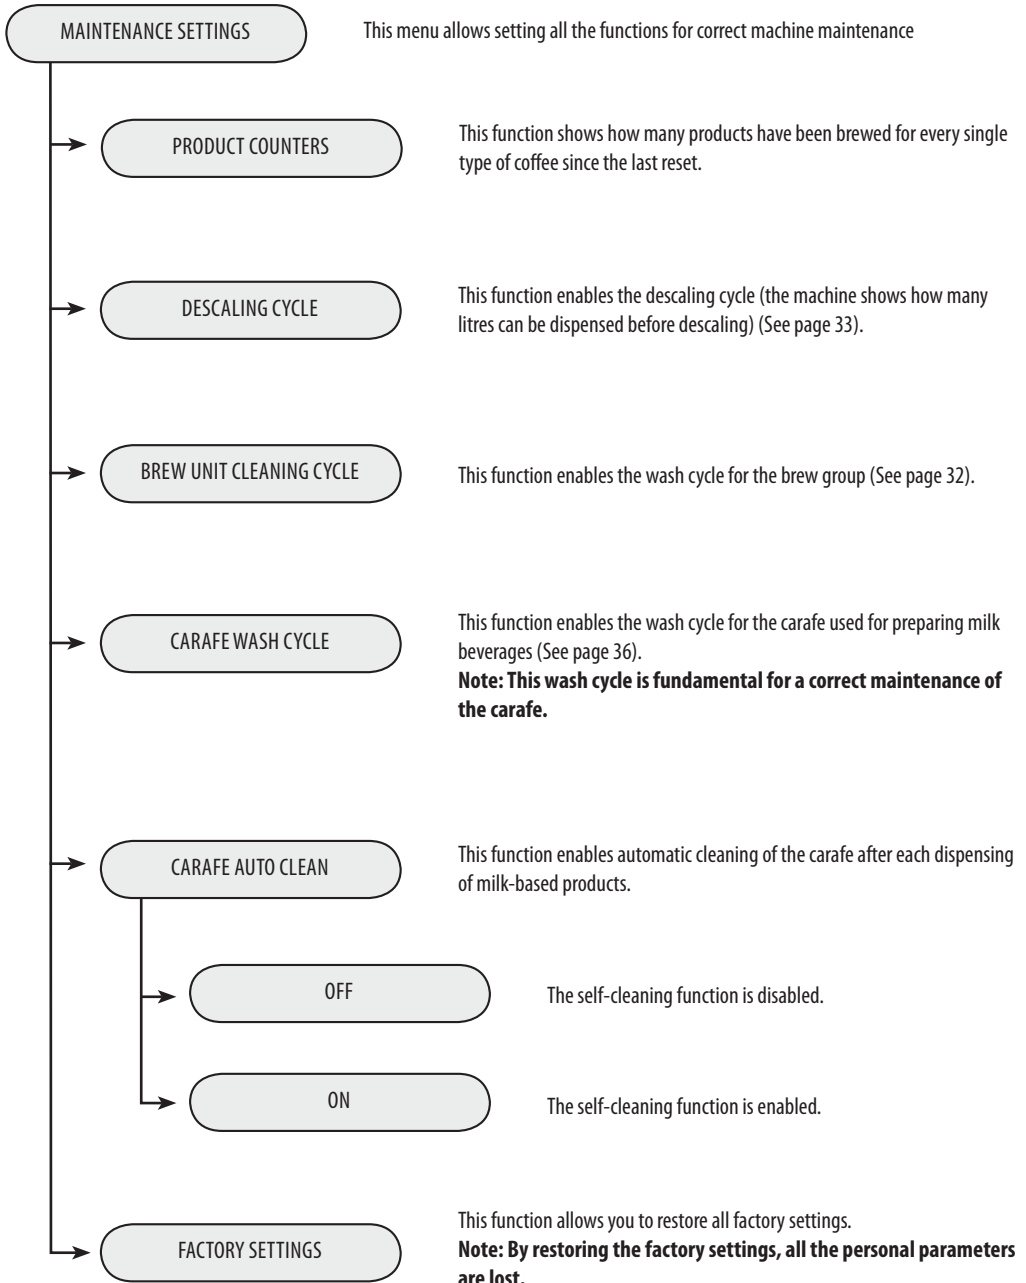 MAINTENANCE SETTINGS
This menu allows setting all the functions for correct machine maintenance
PRODUCT COUNTERS
This function shows how many products have been brewed for every single
type of coffee since the last reset.
DESCALING CYCLE
This function enables the descaling cycle (the machine shows how many
litres can be dispensed before descaling) (See page 33).
BREW UNIT CLEANING CYCLE
This function enables the wash cycle for the brew group (See page 32).
CARAFE WASH CYCLE
This function enables the wash cycle for the carafe used for preparing milk
beverages (See page 36).
Note: This wash cycle is fundamental for a correct maintenance of
the carafe.
CARAFE AUTO CLEAN
This function enables automatic cleaning of the carafe after each dispensing
of milk-based products.
OFF
The self-cleaning function is disabled.
ON
The self-cleaning function is enabled.
FACTORY SETTINGS
This function allows you to restore all factory settings.
Note: By restoring the factory settings, all the personal parameters
are lost.